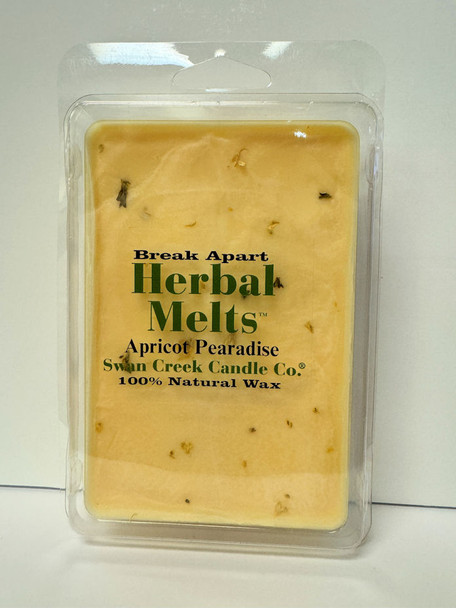 Break Apart
Herbal
Melts™
Apricot Pearadise
Swan Creek Candle Co.®
100% Natural Wax